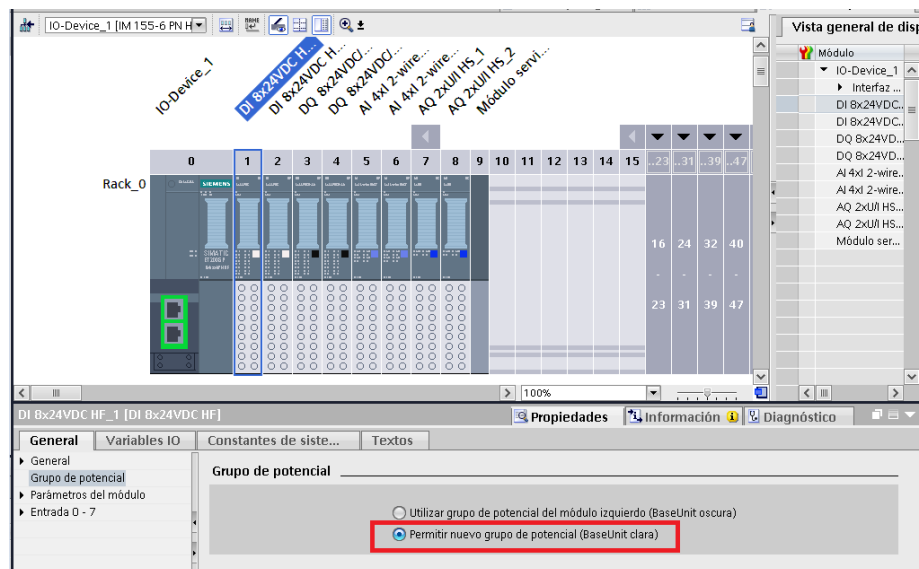 IO-Device_1 [IM 155-6 PN H
Vista general de disp
IO-Device_1
DI 8x24VDC H...
DI 8x24VDC H...
DQ 8x24VDC/...
DQ 8x24VDC/...
AI 4xI 2-wire...
AI 4xI 2-wire...
AQ 2xU/I HS_1
AQ 2xU/I HS_2
Módulo servi...
Módulo
IO-Device_1
Interfaz ...
DI 8x24VDC...
DI 8x24VDC...
DQ 8x24VD...
DQ 8x24VD...
AI 4xI 2-wire...
AI 4xI 2-wire...
AQ 2xU/I HS...
AQ 2xU/I HS...
Módulo ser...
0 1 2 3 4 5 6 7 8 9 10 11 12 13 14 15 ..23 ..31 ..39 ..47
Rack_0
SIEMENS
16 24 32 40
- - - -
23 31 39 47
100%
DI 8x24VDC HF_1 [DI 8x24VDC HF]
Propiedades
Información
Diagnóstico
General
Variables IO
Constantes de siste...
Textos
General
Grupo de potencial
Parámetros del módulo
Entrada 0 - 7
Grupo de potencial
Utilizar grupo de potencial del módulo izquierdo (BaseUnit oscura)
Permitir nuevo grupo de potencial (BaseUnit clara)